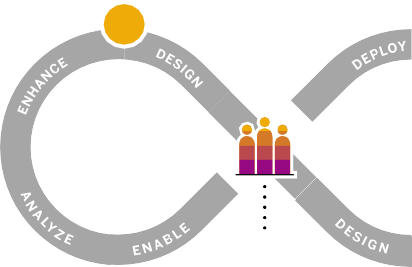 DESIGN
DEPLOY
ENHANCE
ANALYZE
ENABLE
DESIGN